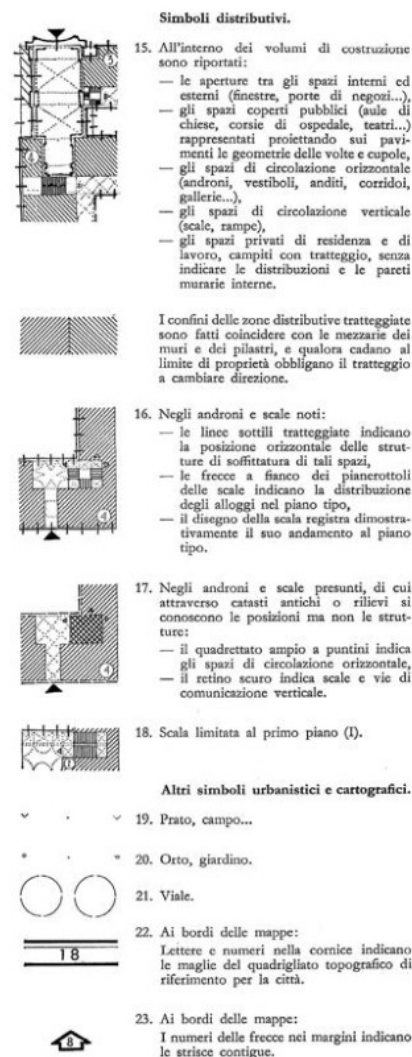 Simboli distributivi.
15. All'interno dei volumi di costruzione
sono riportati:
— le aperture tra gli spazi interni ed
esterni (finestre, porte di negozi...),
— gli spazi coperti pubblici (aule di
chiese, corsie di ospedale, teatri...)
rappresentati proiettando sui pavi-
menti le geometrie delle volte e cupole,
— gli spazi di circolazione orizzontale
(androni, vestiboli, anditi, corridoi,
gallerie...),
— gli spazi di circolazione verticale
(scale, rampe),
— gli spazi privati di residenza e di
lavoro, campiti con tratteggio, senza
indicare le distribuzioni e le pareti
murarie interne.
I confini delle zone distributive tratteggiate
sono fatti coincidere con le mezzarie dei
muri e dei pilastri, e qualora cadano al
limite di proprietà obbligano il tratteggio
a cambiare direzione.
16. Negli androni e scale noti:
— le linee sottili tratteggiate indicano
la posizione orizzontale delle strut-
ture di soffittatura di tali spazi,
— le frecce a fianco dei pianerottoli
delle scale indicano la distribuzione
degli alloggi nel piano tipo,
— il disegno della scala registra dimostra-
tivamente il suo andamento al piano
tipo.
4
17. Negli androni e scale presunti, di cui
attraverso catasti antichi o rilievi si
conoscono le posizioni ma non le strut-
ture:
— il quadrettato ampio a puntini indica
gli spazi di circolazione orizzontale,
— il retino scuro indica scale e vie di
comunicazione verticale.
4
18. Scala limitata al primo piano (I).
Altri simboli urbanistici e cartografici.
19. Prato, campo...
20. Orto, giardino.
21. Viale.
22. Ai bordi delle mappe:
Lettere e numeri nella cornice indicano
le maglie del quadrigliato topografico di
riferimento per la città.
18
23. Ai bordi delle mappe:
I numeri delle frecce nei margini indicano
le strisce contigue.
8